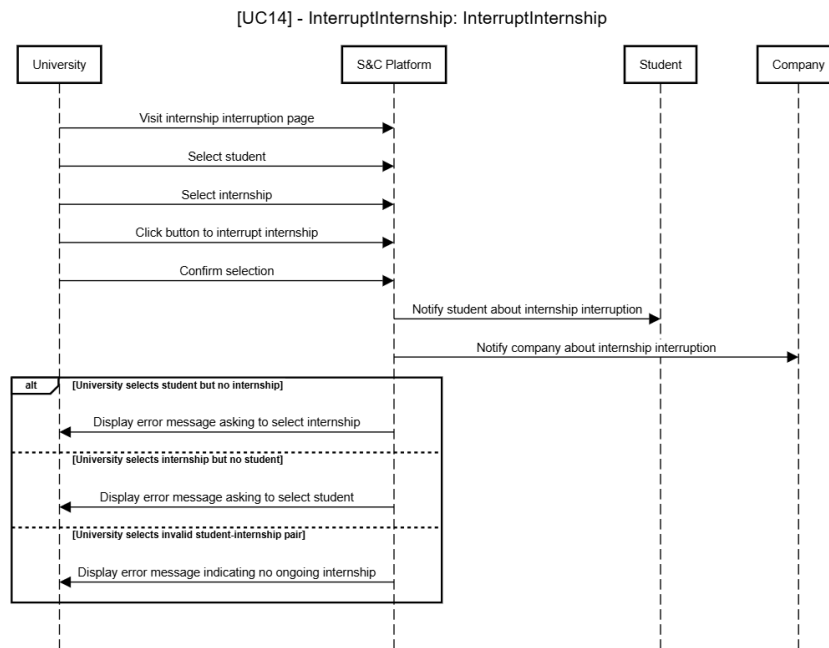 [UC14] - InterruptInternship: InterruptInternship
University
S&C Platform
Student
Company
Visit internship interruption page
Select student
Select internship
Click button to interrupt internship
Confirm selection
Notify student about internship interruption
Notify company about internship interruption
alt
[University selects student but no internship]
Display error message asking to select internship
[University selects internship but no student]
Display error message asking to select student
[University selects invalid student-internship pair]
Display error message indicating no ongoing internship